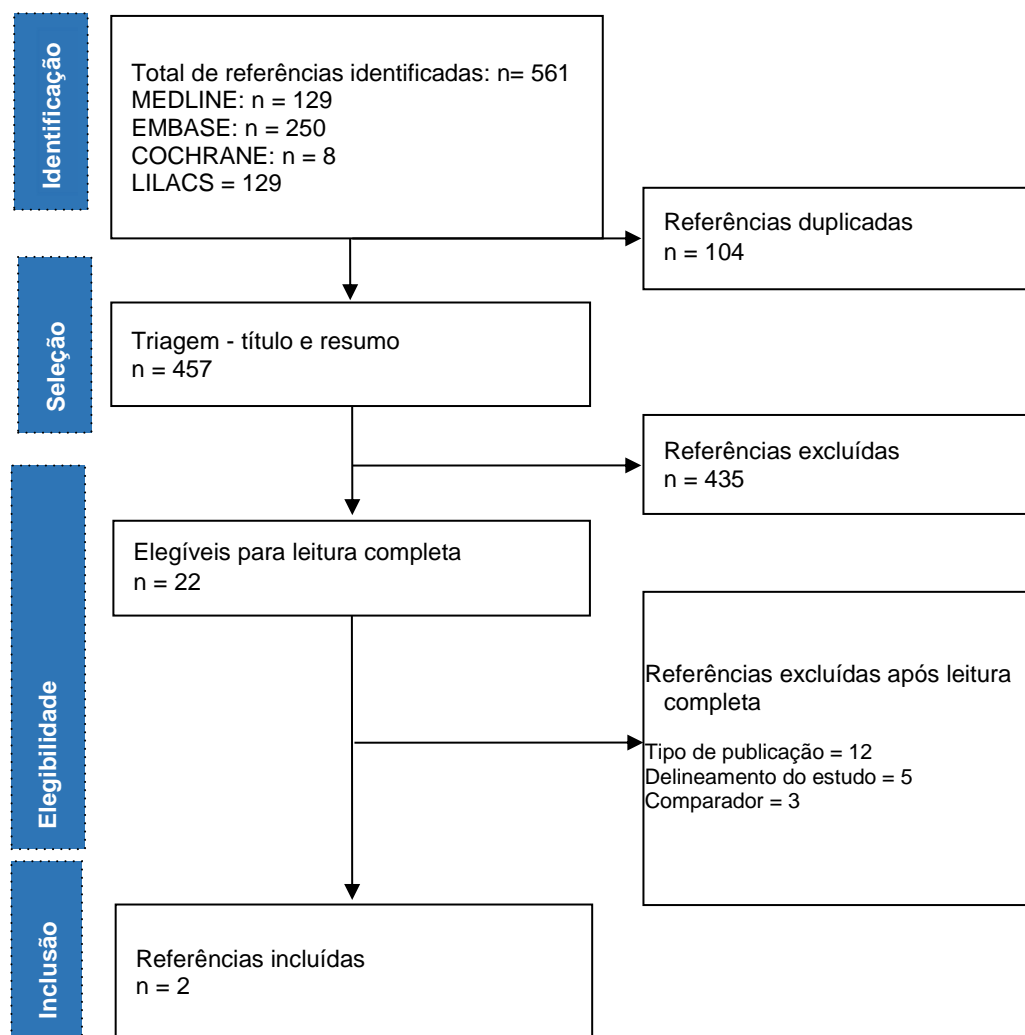 Identificação
Total de referências identificadas: n= 561
MEDLINE: n = 129
EMBASE: n = 250
COCHRANE: n = 8
LILACS = 129
Referências duplicadas
n = 104
Seleção
Triagem - título e resumo
n = 457
Referências excluídas
n = 435
Elegibilidade
Elegíveis para leitura completa
n = 22
Referências excluídas após leitura
completa
Tipo de publicação = 12
Delineamento do estudo = 5
Comparador = 3
Inclusão
Referências incluídas
n = 2